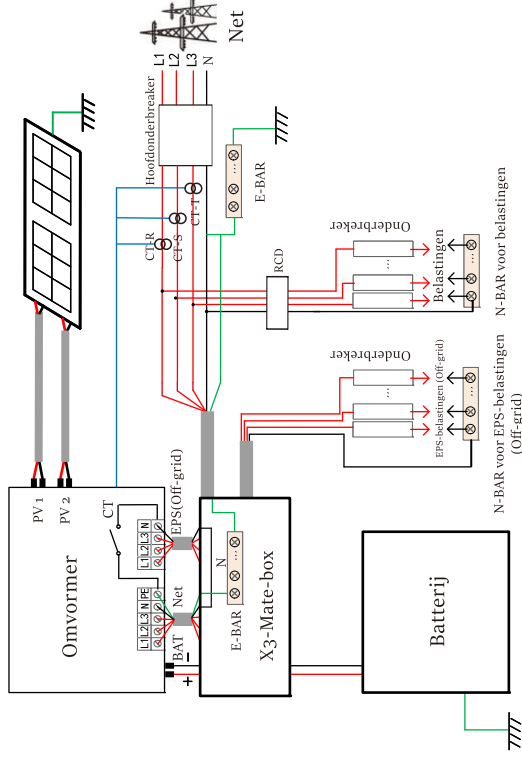 Net
L1
L2
L3
N
Hoofdonderbreaker
CT-R
CT-S
CT-T
E-BAR
RCD
Onderbreker
...
Belastingen
...
N-BAR voor belastingen
Onderbreker
...
EPS-belastingen (Off-grid)
...
N-BAR voor EPS-belastingen
(Off-grid)
PV 1
PV 2
Omvormer
CT
L1 L2 L3 N PE
L1 L2 L3 N
Net
EPS(Off-grid)
BAT
+ −
E-BAR
N
...
X3-Mate-box
Batterij